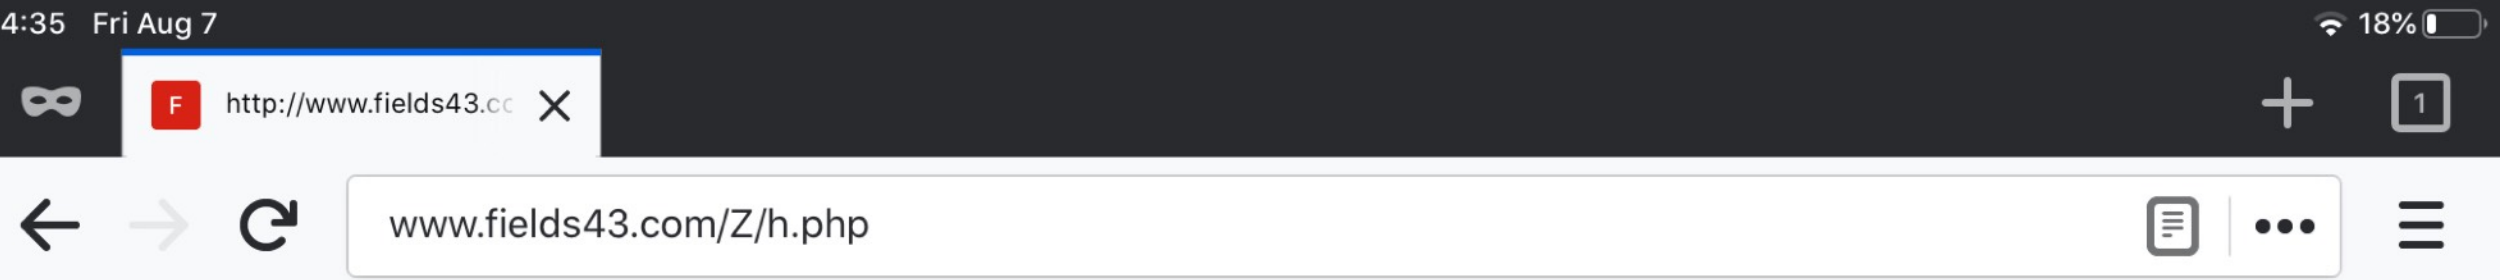 4:35 Fri Aug 7 18%
F http://www.fields43.cc 1
www.fields43.com/Z/h.php